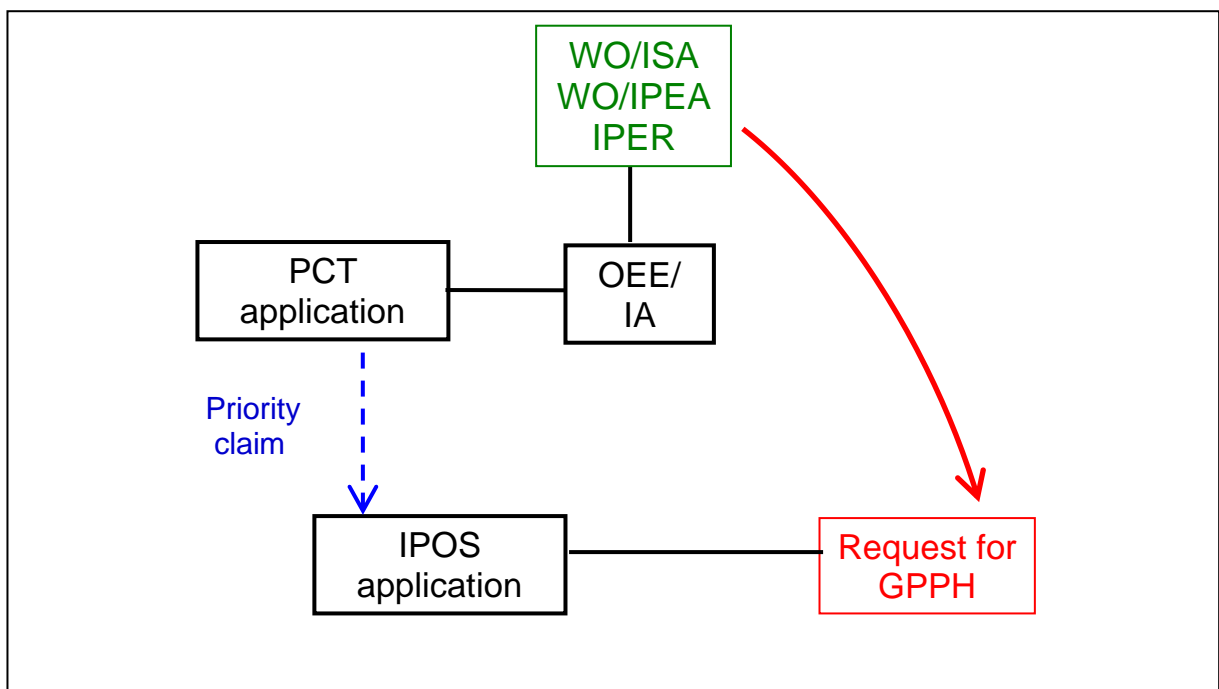 WO/ISA
WO/IPEA
IPER
PCT
application
OEE/
IA
Priority
claim
IPOS
application
Request for
GPPH